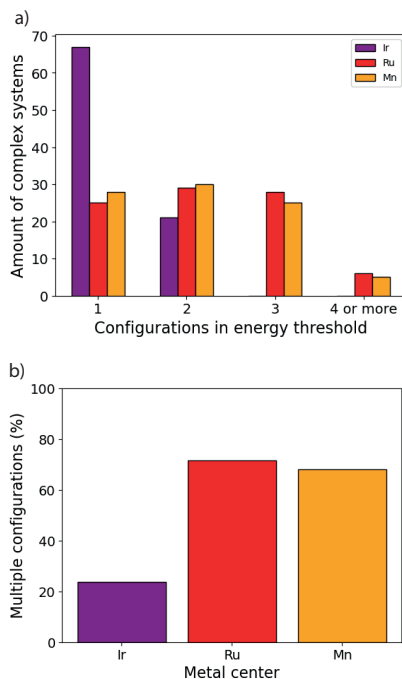 a)
70
60
50
40
30
20
10
0
Amount of complex systems
Ir
Ru
Mn
1 2 3 4 or more
Configurations in energy threshold
b)
100
80
60
40
20
0
Multiple configurations (%)
Ir Ru Mn
Metal center